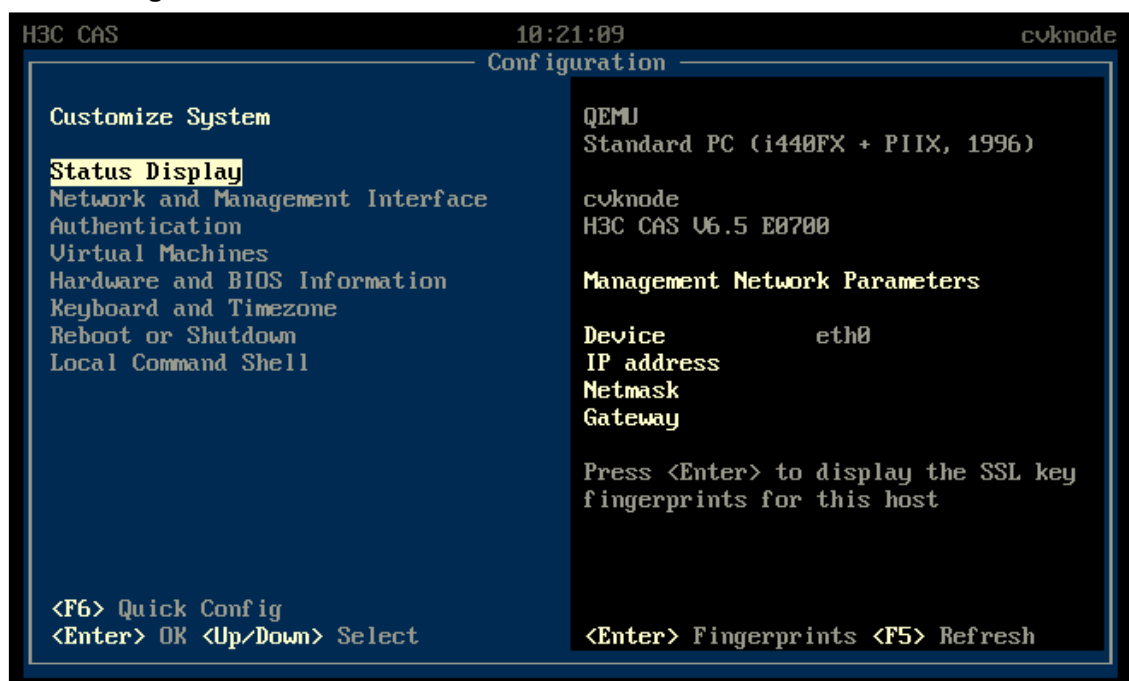 H3C CAS 10:21:09 cvknode
Configuration
Customize System
Status Display
Network and Management Interface
Authentication
Virtual Machines
Hardware and BIOS Information
Keyboard and Timezone
Reboot or Shutdown
Local Command Shell
<F6> Quick Config
<Enter> OK <Up/Down> Select
QEMU
Standard PC (i440FX + PIIX, 1996)
cvknode
H3C CAS V6.5 E0700
Management Network Parameters
Device eth0
IP address
Netmask
Gateway
Press <Enter> to display the SSL key
fingerprints for this host
<Enter> Fingerprints <F5> Refresh